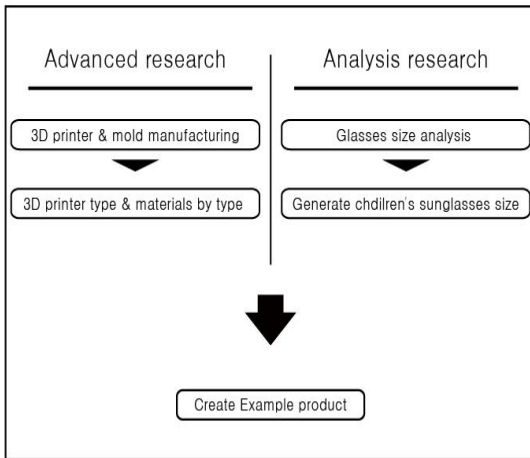 Advanced research
3D printer & mold manufacturing
3D printer type & materials by type
Analysis research
Glasses size analysis
Generate chdilren's sunglasses size
Create Example product